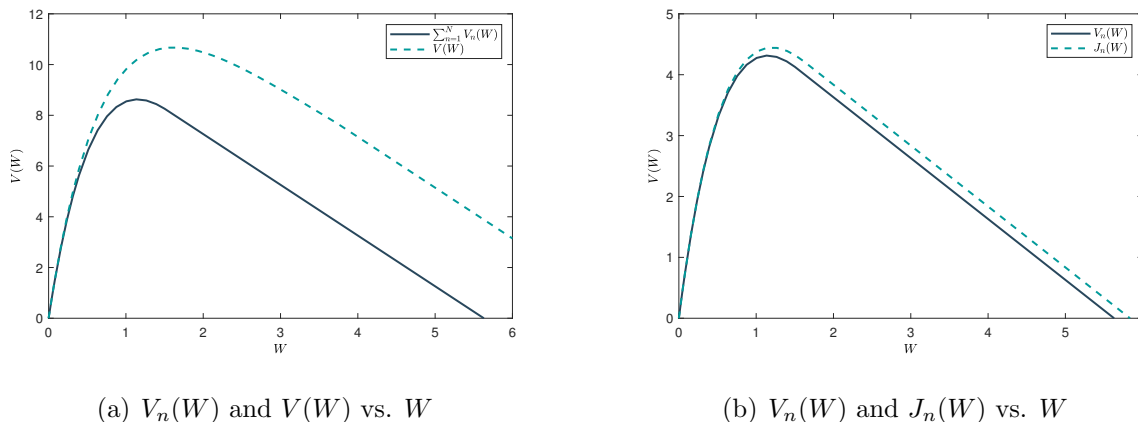 12
10
8
6
4
2
0
V(W)
0 1 2 3 4 5 6
W
∑_{n=1}^{N} V_n(W)
V(W)
5
4
3
2
1
0
V(W)
0 1 2 3 4 5
W
V_n(W)
J_n(W)
(a) V_n(W) and V(W) vs. W
(b) V_n(W) and J_n(W) vs. W